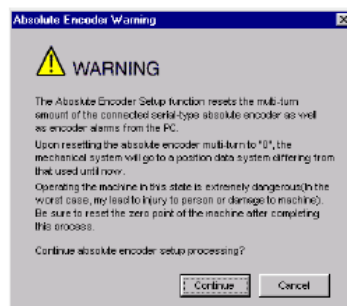 Absolute Encoder Warning
WARNING
The Absolute Encoder Setup function resets the multi-turn
amount of the connected serial-type absolute encoder as well
as encoder alarms from the PC.
Upon resetting the absolute encoder multi-turn to "0", the
mechanical system will go to a position data system differing from
that used until now.
Operating the machine in this state is extremely dangerous(In the
worst case, my lead to injury to person or damage to machine).
Be sure to reset the zero point of the machine after completing
this process.
Continue absolute encoder setup processing?
Continue Cancel